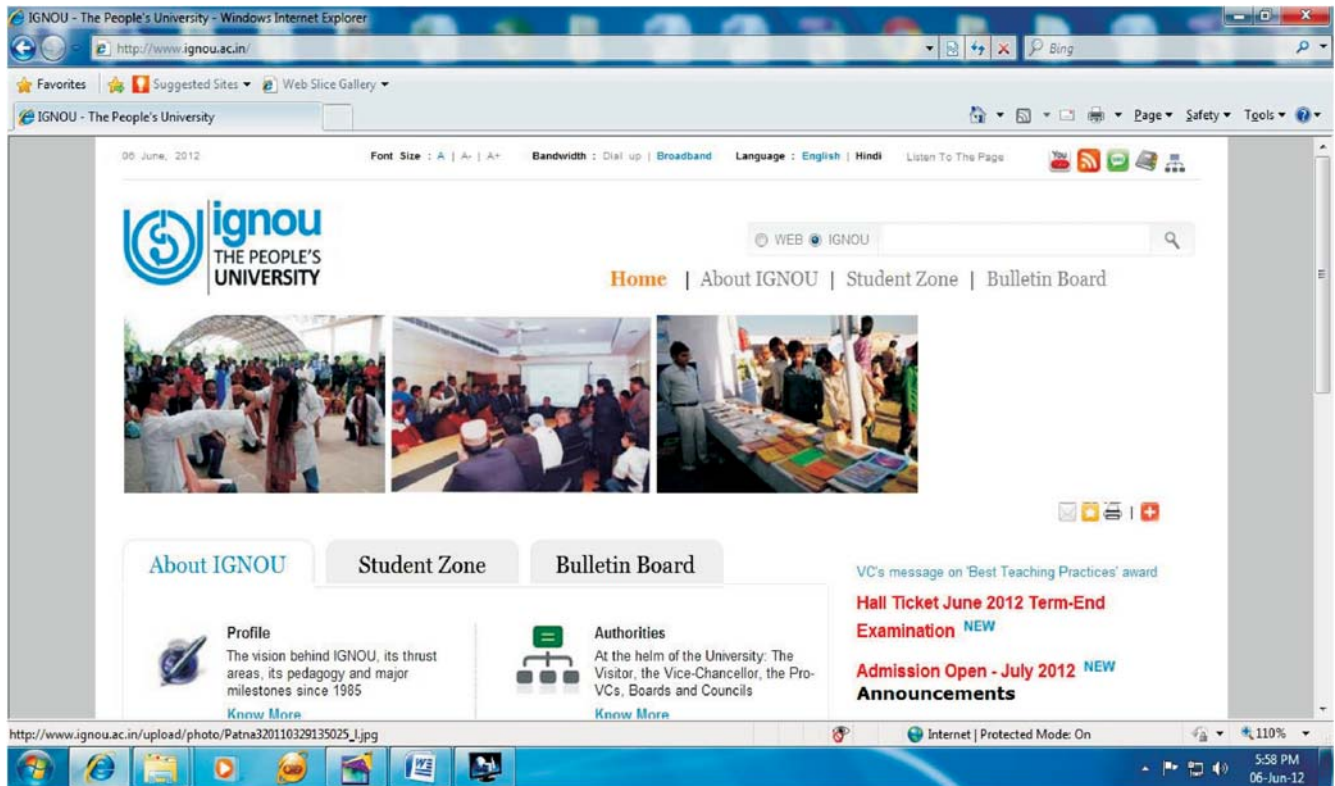 IGNOU - The People's University - Windows Internet Explorer
http://www.ignou.ac.in/
Bing
Favorites Suggested Sites Web Slice Gallery
IGNOU - The People's University
Page Safety Tools
06 June, 2012 Font Size : A | A- | A+ Bandwidth : Dial up | Broadband Language : English | Hindi Listen To The Page You
ignou
THE PEOPLE'S
UNIVERSITY
WEB IGNOU
Home | About IGNOU | Student Zone | Bulletin Board
About IGNOU Student Zone Bulletin Board
Profile
The vision behind IGNOU, its thrust
areas, its pedagogy and major
milestones since 1985
Know More
Authorities
At the helm of the University: The
Visitor, the Vice-Chancellor, the Pro-
VCs, Boards and Councils
Know More
VC's message on 'Best Teaching Practices' award
Hall Ticket June 2012 Term-End
Examination NEW
Admission Open - July 2012 NEW
Announcements
http://www.ignou.ac.in/upload/photo/Patna320110329135025_l.jpg Internet | Protected Mode: On 110%
5:58 PM
06-Jun-12